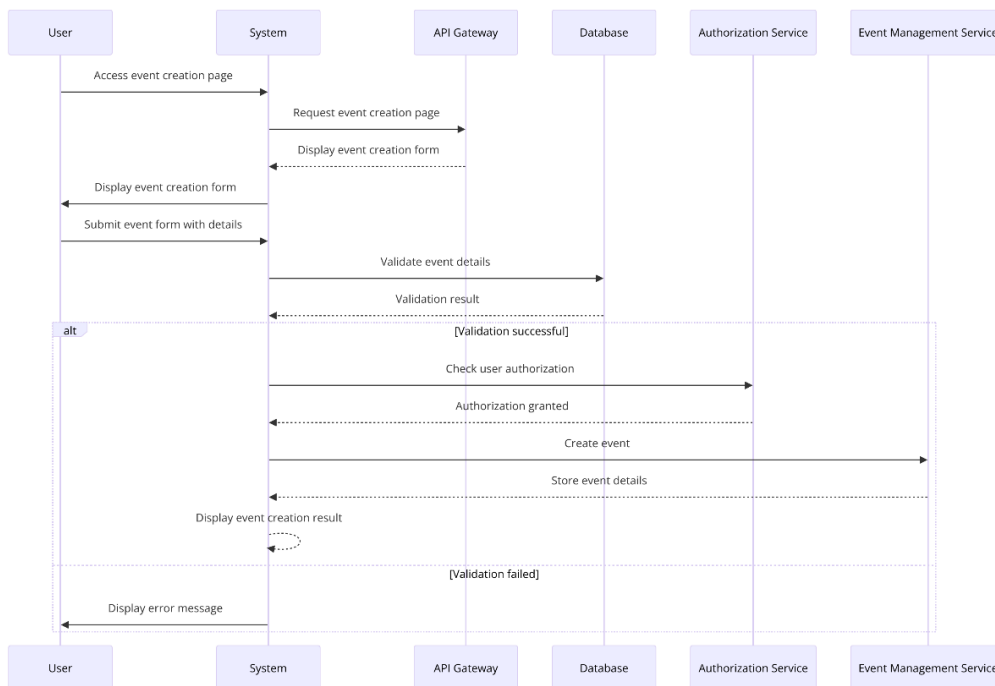 User
System
API Gateway
Database
Authorization Service
Event Management Service
Access event creation page
Request event creation page
Display event creation form
Display event creation form
Submit event form with details
Validate event details
Validation result
alt
[Validation successful]
Check user authorization
Authorization granted
Create event
Store event details
Display event creation result
[Validation failed]
Display error message
User
System
API Gateway
Database
Authorization Service
Event Management Service